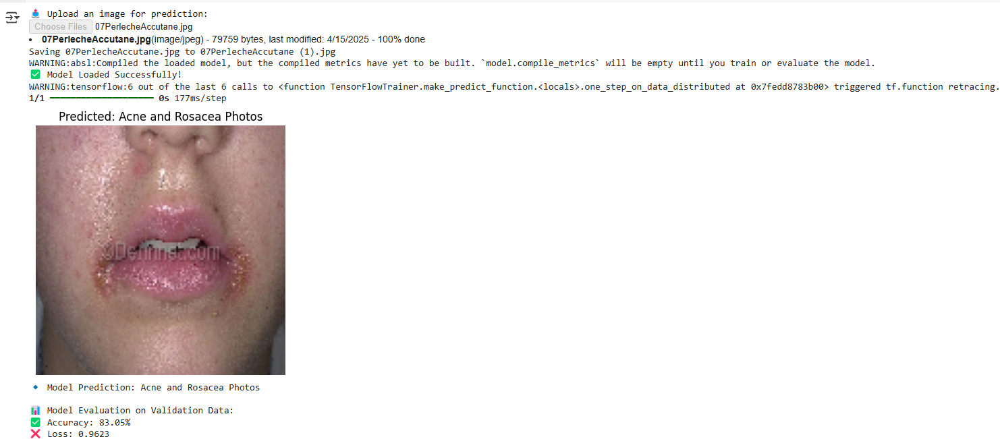 📤 Upload an image for prediction:
Choose Files 07PerlecheAccutane.jpg
• 07PerlecheAccutane.jpg(image/jpeg) - 79759 bytes, last modified: 4/15/2025 - 100% done
Saving 07PerlecheAccutane.jpg to 07PerlecheAccutane (1).jpg
WARNING:absl:Compiled the loaded model, but the compiled metrics have yet to be built. `model.compile_metrics` will be empty until you train or evaluate the model.
✅ Model Loaded Successfully!
WARNING:tensorflow:6 out of the last 6 calls to <function TensorFlowTrainer.make_predict_function.<locals>.one_step_on_data_distributed at 0x7fedd8783b00> triggered tf.function retracing.
1/1 ━━━━━━━━━━━━━━━━━━━━ 0s 177ms/step
Predicted: Acne and Rosacea Photos
©Dermnet.com
🔹 Model Prediction: Acne and Rosacea Photos
📊 Model Evaluation on Validation Data:
✅ Accuracy: 83.05%
❌ Loss: 0.9623